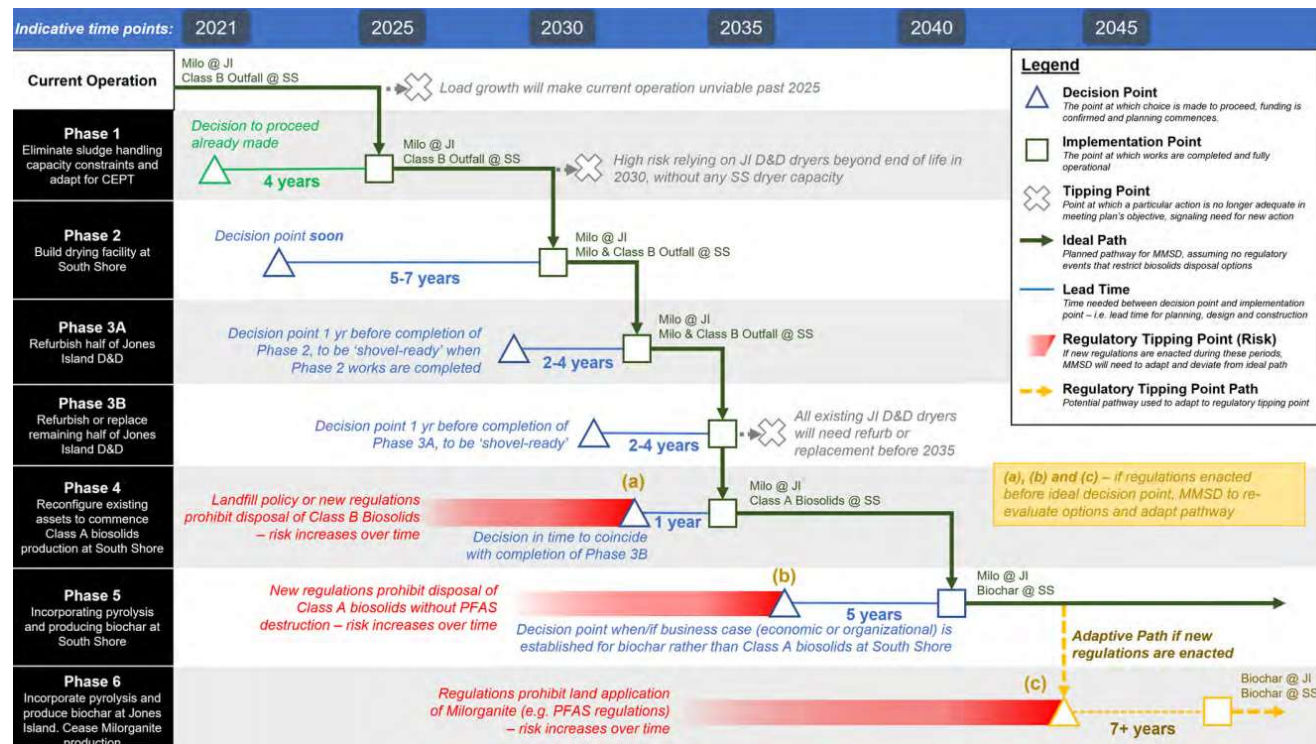 Indicative time points:
2021
2025
2030
2035
2040
2045
Current Operation
Milo @ JI
Class B Outfall @ SS
Load growth will make current operation unviable past 2025
Phase 1
Eliminate sludge handling
capacity constraints and
adapt for CEPT
Decision to proceed
already made
4 years
Milo @ JI
Class B Outfall @ SS
High risk relying on JI D&D dryers beyond end of life in
2030, without any SS dryer capacity
Phase 2
Build drying facility at
South Shore
Decision point soon
5-7 years
Milo @ JI
Milo & Class B Outfall @ SS
Phase 3A
Refurbish half of Jones
Island D&D
Decision point 1 yr before completion of
Phase 2, to be ‘shovel-ready’ when
Phase 2 works are completed
2-4 years
Milo @ JI
Milo & Class B Outfall @ SS
Phase 3B
Refurbish or replace
remaining half of Jones
Island D&D
Decision point 1 yr before completion of
Phase 3A, to be ‘shovel-ready’
2-4 years
All existing JI D&D dryers
will need refurb or
replacement before 2035
Phase 4
Reconfigure existing
assets to commence
Class A biosolids
production at South Shore
Landfill policy or new regulations
prohibit disposal of Class B Biosolids
– risk increases over time
(a)
1 year
Decision in time to coincide
with completion of Phase 3B
Milo @ JI
Class A Biosolids @ SS
(a), (b) and (c) – if regulations enacted
before ideal decision point, MMSD to re-
evaluate options and adapt pathway
Phase 5
Incorporating pyrolysis
and producing biochar at
South Shore
New regulations prohibit disposal of
Class A biosolids without PFAS
destruction – risk increases over time
(b)
5 years
Decision point when/if business case (economic or organizational) is
established for biochar rather than Class A biosolids at South Shore
Milo @ JI
Biochar @ SS
Adaptive Path if new
regulations are enacted
Phase 6
Incorporate pyrolysis and
produce biochar at Jones
Island. Cease Milorganite
production
Regulations prohibit land application
of Milorganite (e.g. PFAS regulations)
– risk increases over time
(c)
7+ years
Biochar @ JI
Biochar @ SS
Legend
Decision Point
The point at which choice is made to proceed, funding is
confirmed and planning commences.
Implementation Point
The point at which works are completed and fully
operational
Tipping Point
Point at which a particular action is no longer adequate in
meeting plan's objective, signaling need for new action
Ideal Path
Planned pathway for MMSD, assuming no regulatory
events that restrict biosolids disposal options
Lead Time
Time needed between decision point and implementation
point – i.e. lead time for planning, design and construction
Regulatory Tipping Point (Risk)
If new regulations are enacted during these periods,
MMSD will need to adapt and deviate from ideal path
Regulatory Tipping Point Path
Potential pathway used to adapt to regulatory tipping point